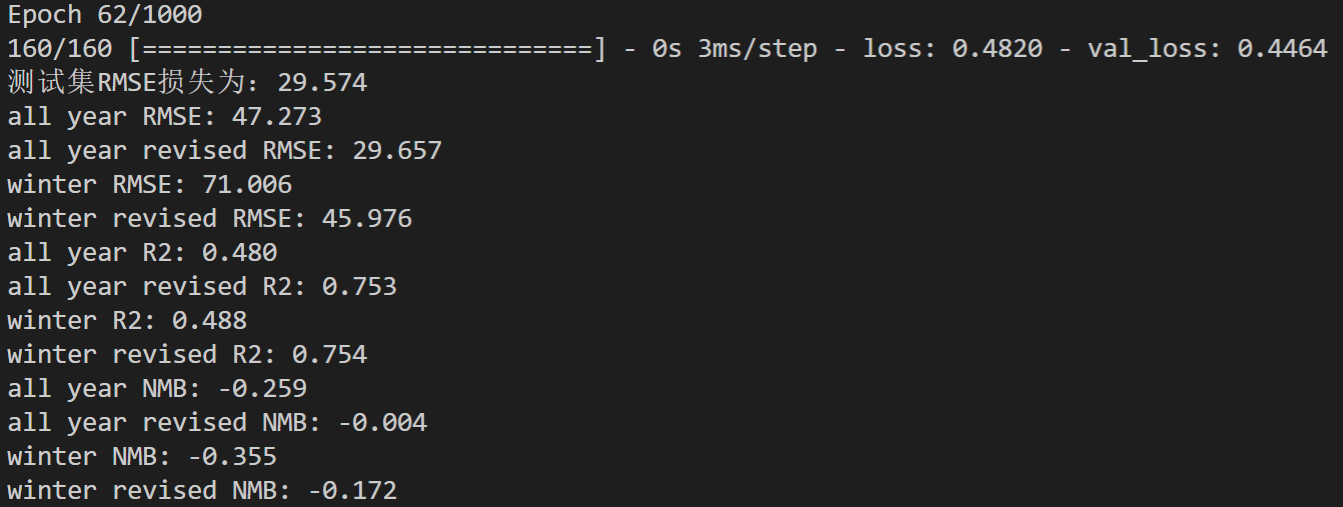 Epoch 62/1000
160/160 [==============================] - 0s 3ms/step - loss: 0.4820 - val_loss: 0.4464
测试集RMSE损失为：29.574
all year RMSE: 47.273
all year revised RMSE: 29.657
winter RMSE: 71.006
winter revised RMSE: 45.976
all year R2: 0.480
all year revised R2: 0.753
winter R2: 0.488
winter revised R2: 0.754
all year NMB: -0.259
all year revised NMB: -0.004
winter NMB: -0.355
winter revised NMB: -0.172